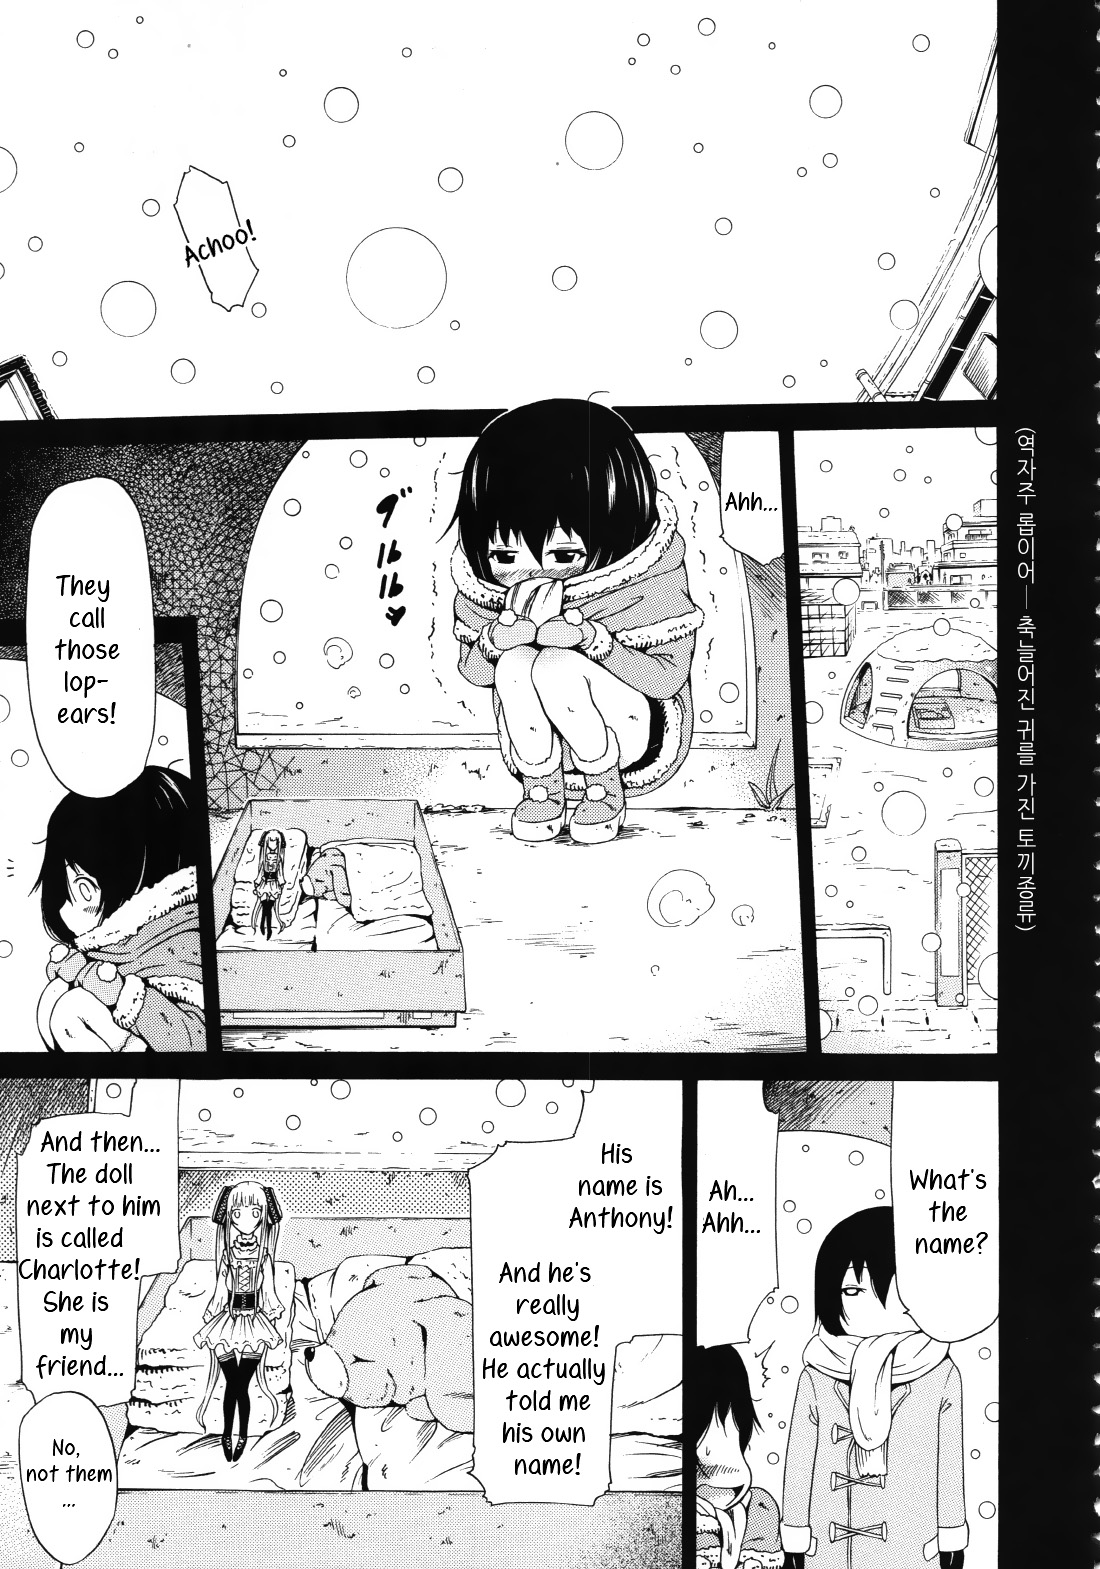 Achoo!
(역자주 롭이어 — 축늘어진 귀를 가진 토끼종류)
Ahh...
グ゛
ルル♥
They
call
those
lop-
ears!
What's
the
name?
Ah...
Ahh...
His
name is
Anthony!
And he's
really
awesome!
He actually
told me
his own
name!
And then...
The doll
next to him
is called
Charlotte!
She is
my
friend...
No,
not them
...